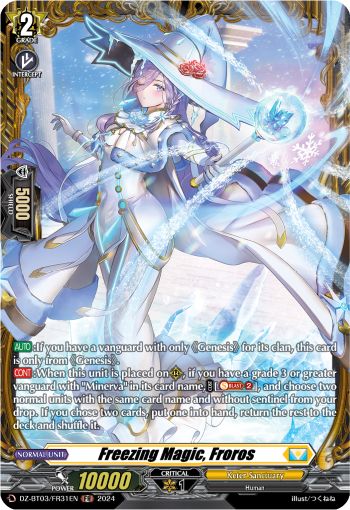 2
GRADE
INTERCEPT
5000
SHIELD
AUTO:If you have a vanguard with only《Genesis》for its clan, this card
is only from《Genesis》.
CONT:When this unit is placed on R, if you have a grade 3 or greater
vanguard with "Minerva" in its card name, [BLAST 2], and choose two
normal units with the same card name and without sentinel from your
drop. If you chose two cards, put one into hand, return the rest to the
deck and shuffle it.
NORMAL UNIT
Freezing Magic, Froros
POWER
10000
CRITICAL
1
Keter Sanctuary
Human
DZ-BT03/FR31EN FR 2024
illust/つくねね